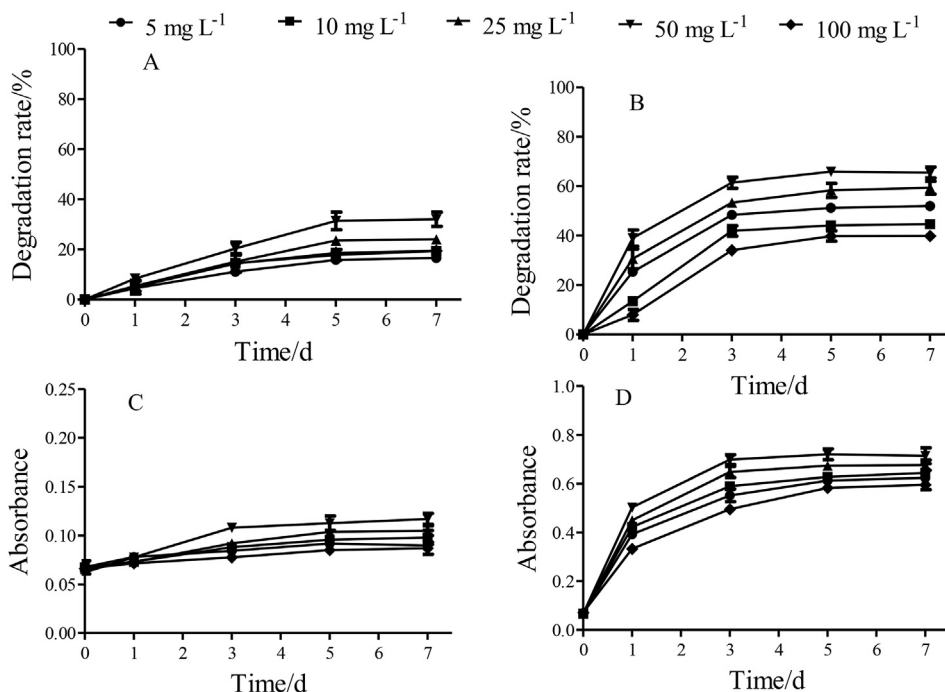 5 mg L⁻¹ 10 mg L⁻¹ 25 mg L⁻¹ 50 mg L⁻¹ 100 mg L⁻¹
A
Degradation rate/%
100
80
60
40
20
0
0 1 2 3 4 5 6 7
Time/d
B
Degradation rate/%
100
80
60
40
20
0
0 1 2 3 4 5 6 7
Time/d
C
Absorbance
0.25
0.20
0.15
0.10
0.05
0.00
0 1 2 3 4 5 6 7
Time/d
D
Absorbance
1.0
0.8
0.6
0.4
0.2
0.0
0 1 2 3 4 5 6 7
Time/d